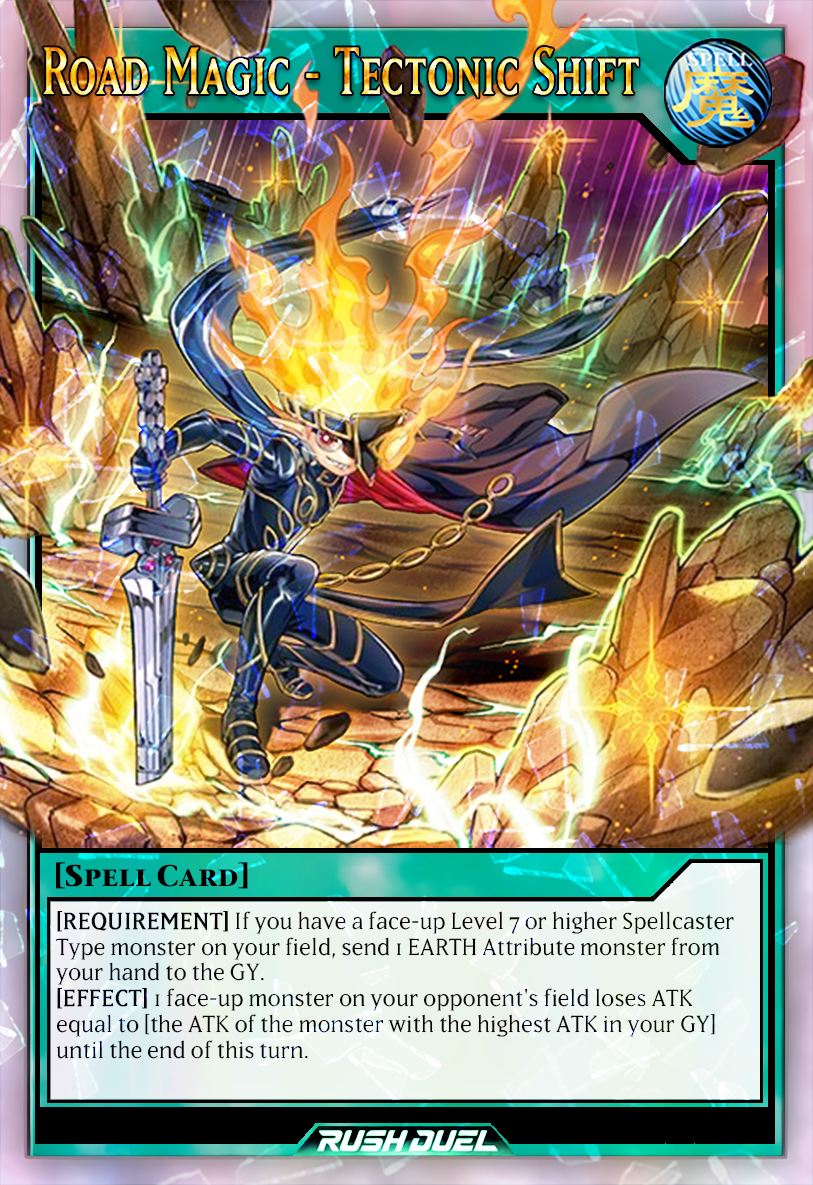 Road Magic - Tectonic Shift
SPELL
魔
[Spell Card]
[REQUIREMENT] If you have a face-up Level 7 or higher Spellcaster
Type monster on your field, send 1 EARTH Attribute monster from
your hand to the GY.
[EFFECT] 1 face-up monster on your opponent's field loses ATK
equal to [the ATK of the monster with the highest ATK in your GY]
until the end of this turn.
RUSH DUEL